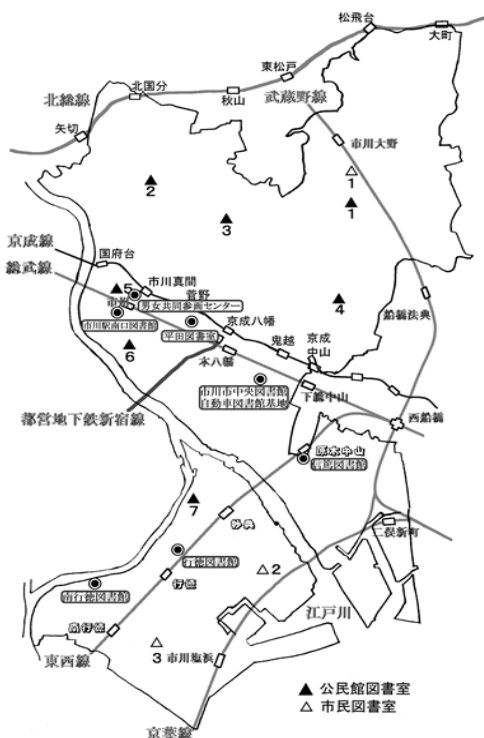 松飛台
大町
東松戸
北国分
秋山
北総線
武蔵野線
矢切
市川大野
1
2
1
3
京成線
国府台
総武線
市川真間
5
菅野
男女共同参画センター
4
船橋法典
市川駅南口図書館
平田図書室
京成八幡
鬼越
京成
中山
6
本八幡
市川市中央図書館
自動車図書館基地
下総中山
都営地下鉄新宿線
西船橋
原木中山
図書館
7
妙典
二俣新町
行徳図書館
行徳
2
南行徳図書館
江戸川
南行徳
3
市川塩浜
東西線
▲ 公民館図書室
△ 市民図書室
京葉線